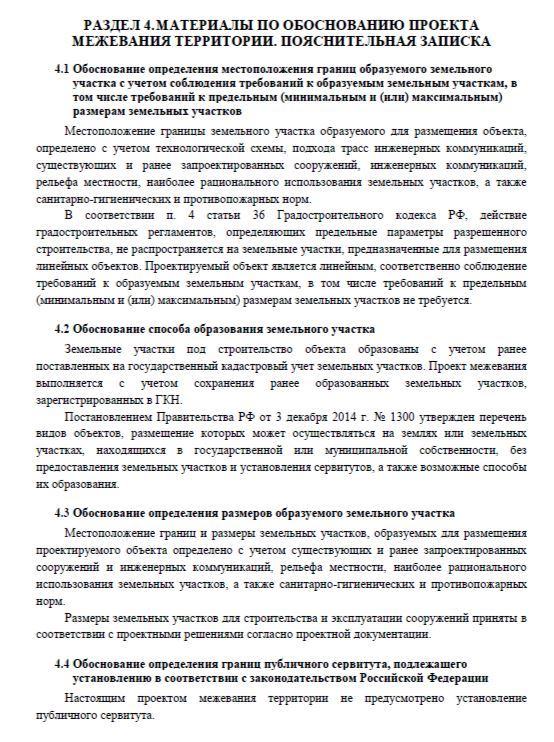 РАЗДЕЛ 4.МАТЕРИАЛЫ ПО ОБОСНОВАНИЮ ПРОЕКТА
МЕЖЕВАНИЯ ТЕРРИТОРИИ. ПОЯСНИТЕЛЬНАЯ ЗАПИСКА
4.1 Обоснование определения местоположения границ образуемого земельного
участка с учетом соблюдения требований к образуемым земельным участкам, в
том числе требований к предельным (минимальным и (или) максимальным)
размерам земельных участков
Местоположение границы земельного участка образуемого для размещения объекта,
определено с учетом технологической схемы, подхода трасс инженерных коммуникаций,
существующих и ранее запроектированных сооружений, инженерных коммуникаций,
рельефа местности, наиболее рационального использования земельных участков, а также
санитарно-гигиенических и противопожарных норм.
В соответствии п. 4 статьи 36 Градостроительного кодекса РФ, действие
градостроительных регламентов, определяющих предельные параметры разрешенного
строительства, не распространяется на земельные участки, предназначенные для размещения
линейных объектов. Проектируемый объект является линейным, соответственно соблюдение
требований к образуемым земельным участкам, в том числе требований к предельным
(минимальным и (или) максимальным) размерам земельных участков не требуется.
4.2 Обоснование способа образования земельного участка
Земельные участки под строительство объекта образованы с учетом ранее
поставленных на государственный кадастровый учет земельных участков. Проект межевания
выполняется с учетом сохранения ранее образованных земельных участков,
зарегистрированных в ГКН.
Постановлением Правительства РФ от 3 декабря 2014 г. № 1300 утвержден перечень
видов объектов, размещение которых может осуществляться на землях или земельных
участках, находящихся в государственной или муниципальной собственности, без
предоставления земельных участков и установления сервитутов, а также возможные способы
их образования.
4.3 Обоснование определения размеров образуемого земельного участка
Местоположение границ и размеры земельных участков, образуемых для размещения
проектируемого объекта определено с учетом существующих и ранее запроектированных
сооружений и инженерных коммуникаций, рельефа местности, наиболее рационального
использования земельных участков, а также санитарно-гигиенических и противопожарных
норм.
Размеры земельных участков для строительства и эксплуатации сооружений приняты в
соответствии с проектными решениями согласно проектной документации.
4.4 Обоснование определения границ публичного сервитута, подлежащего
установлению в соответствии с законодательством Российской Федерации
Настоящим проектом межевания территории не предусмотрено установление
публичного сервитута.